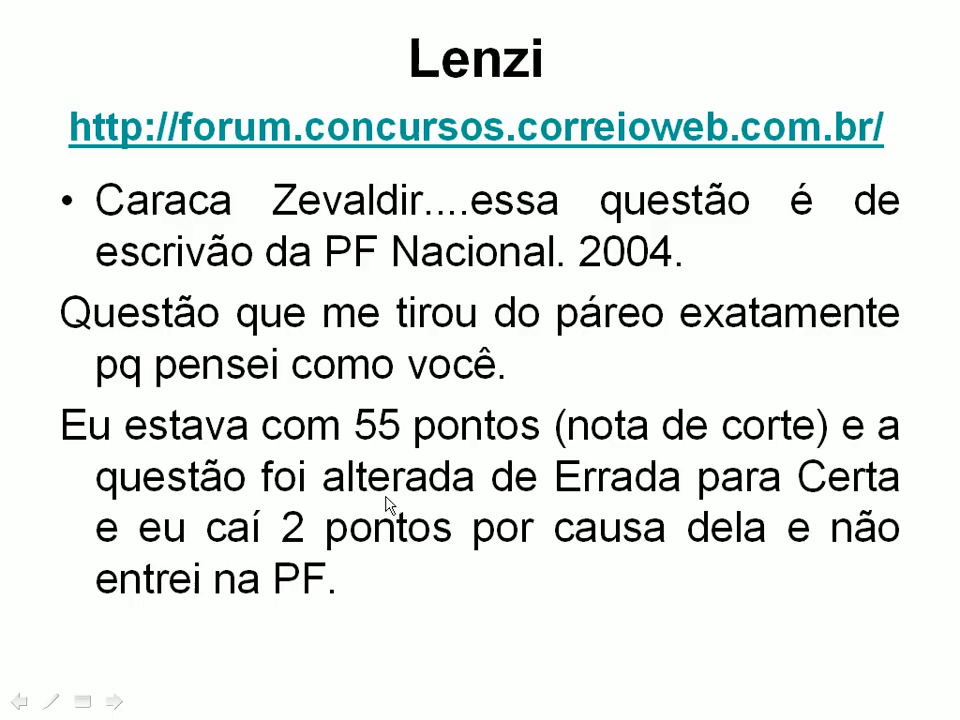 Lenzi
http://forum.concursos.correioweb.com.br/
• Caraca Zevaldir....essa questão é de
escrivão da PF Nacional. 2004.
Questão que me tirou do páreo exatamente
pq pensei como você.
Eu estava com 55 pontos (nota de corte) e a
questão foi alterada de Errada para Certa
e eu caí 2 pontos por causa dela e não
entrei na PF.